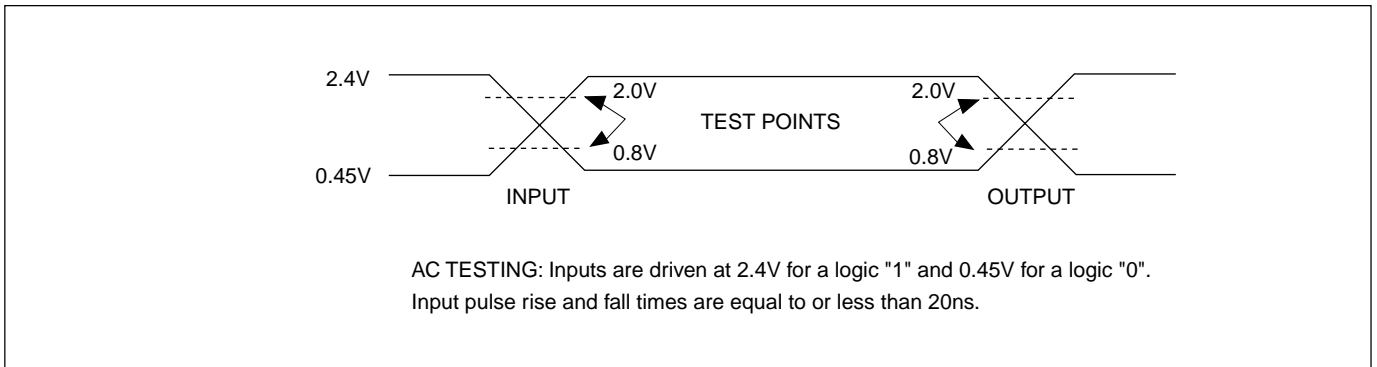 2.4V
2.0V
2.0V
TEST POINTS
0.8V
0.8V
0.45V
INPUT
OUTPUT
AC TESTING: Inputs are driven at 2.4V for a logic "1" and 0.45V for a logic "0".
Input pulse rise and fall times are equal to or less than 20ns.